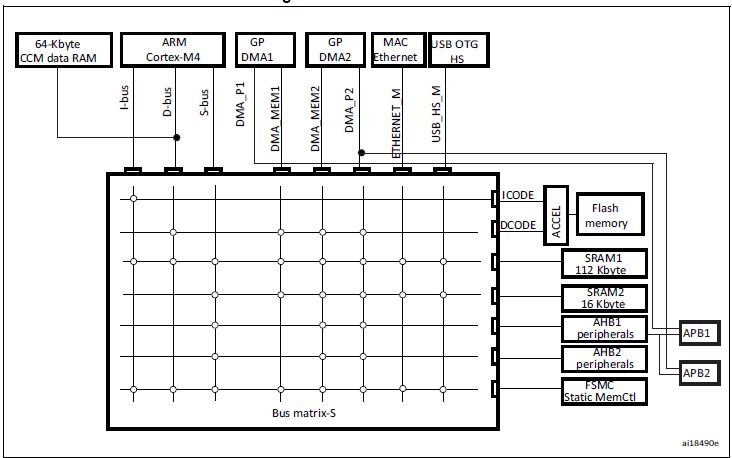 64-Kbyte
CCM data RAM
ARM
Cortex-M4
GP
DMA1
GP
DMA2
MAC
Ethernet
USB OTG
HS
I-bus
D-bus
S-bus
DMA_P1
DMA_MEM1
DMA_MEM2
DMA_P2
ETHERNET_M
USB_HS_M
ICODE
DCODE
ACCEL
Flash
memory
SRAM1
112 Kbyte
SRAM2
16 Kbyte
AHB1
peripherals
AHB2
peripherals
FSMC
Static MemCtl
APB1
APB2
Bus matrix-S
ai18490e